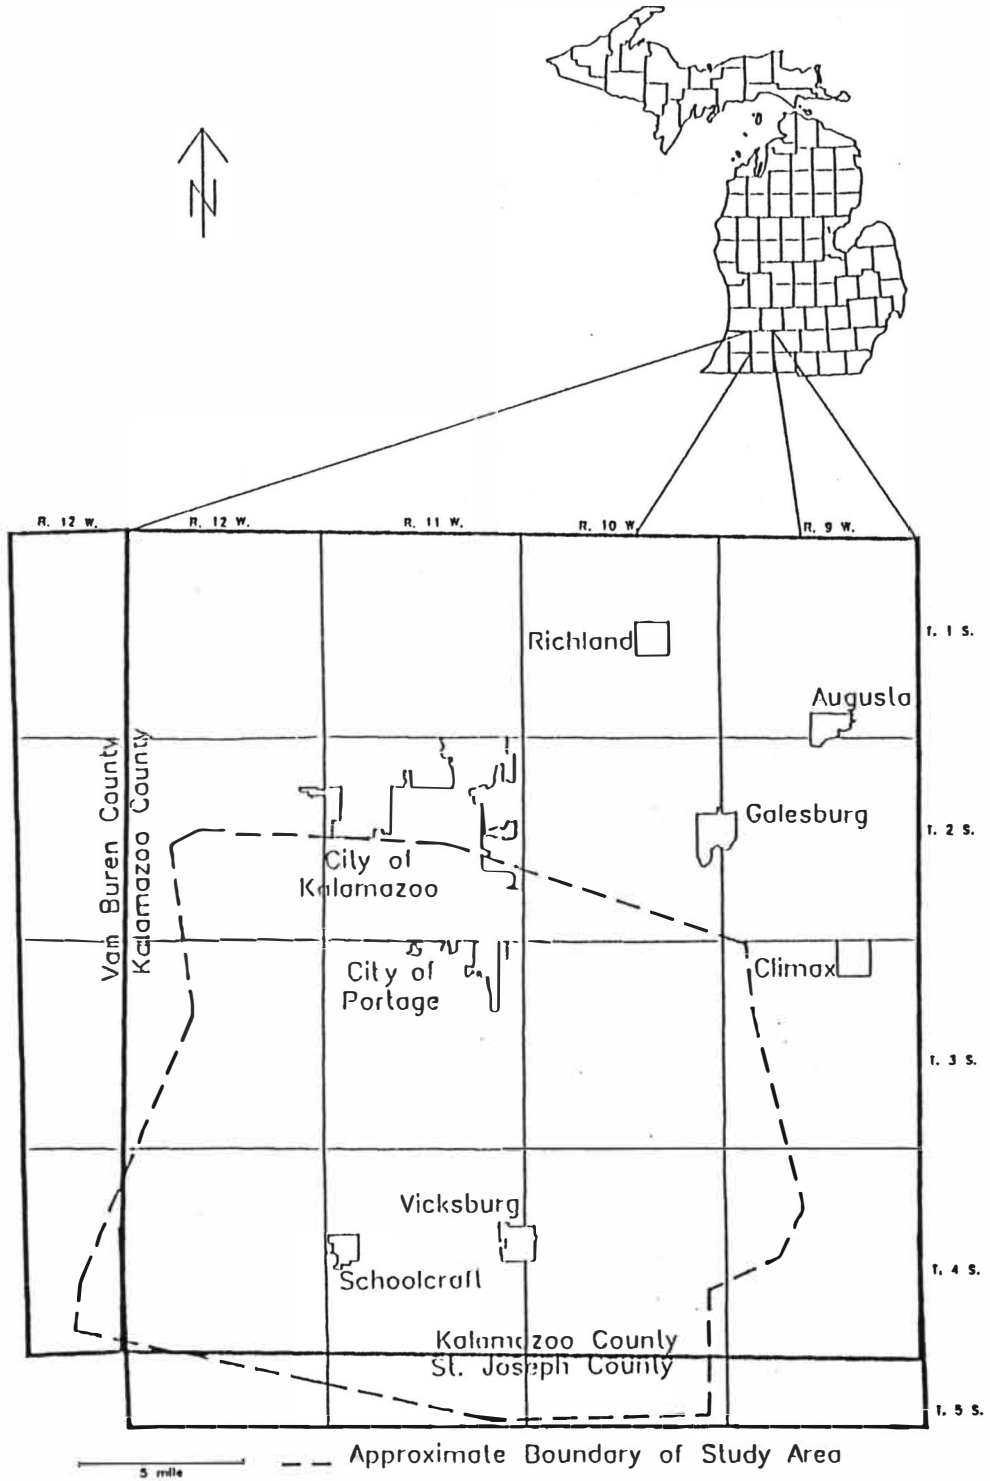 N
R. 12 W.
R. 12 W.
R. 11 W.
R. 10 W.
R. 9 W.
T. 1 S.
Richland
Augusta
Van Buren County
Kalamazoo County
Galesburg
T. 2 S.
City of
Kalamazoo
City of
Portage
Climax
T. 3 S.
Vicksburg
Schoolcraft
T. 4 S.
Kalamazoo County
St. Joseph County
T. 5 S.
5 mile
Approximate Boundary of Study Area